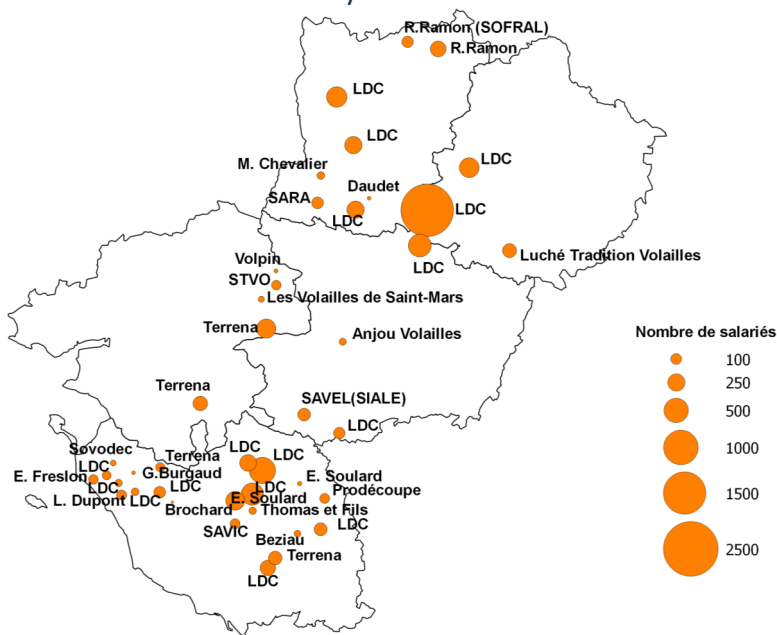 R.Ramon (SOFRAL)
R.Ramon
LDC
LDC
M. Chevalier
LDC
Daudet
SARA
LDC
LDC
LDC
Luché Tradition Volailles
Volpin
STVO
Les Volailles de Saint-Mars
Terrena
Anjou Volailles
Nombre de salariés
100
250
500
1000
1500
2500
Terrena
SAVEL(SIALE)
LDC
Sovodec
Terrena
LDC
LDC
LDC
G.Burgaud
E. Freslon
LDC
LDC
LDC
E. Soulard
L. Dupont
LDC
E. Soulard
Prodécoupe
Brochard
Thomas et Fils
SAVIC
LDC
Beziau
Terrena
LDC